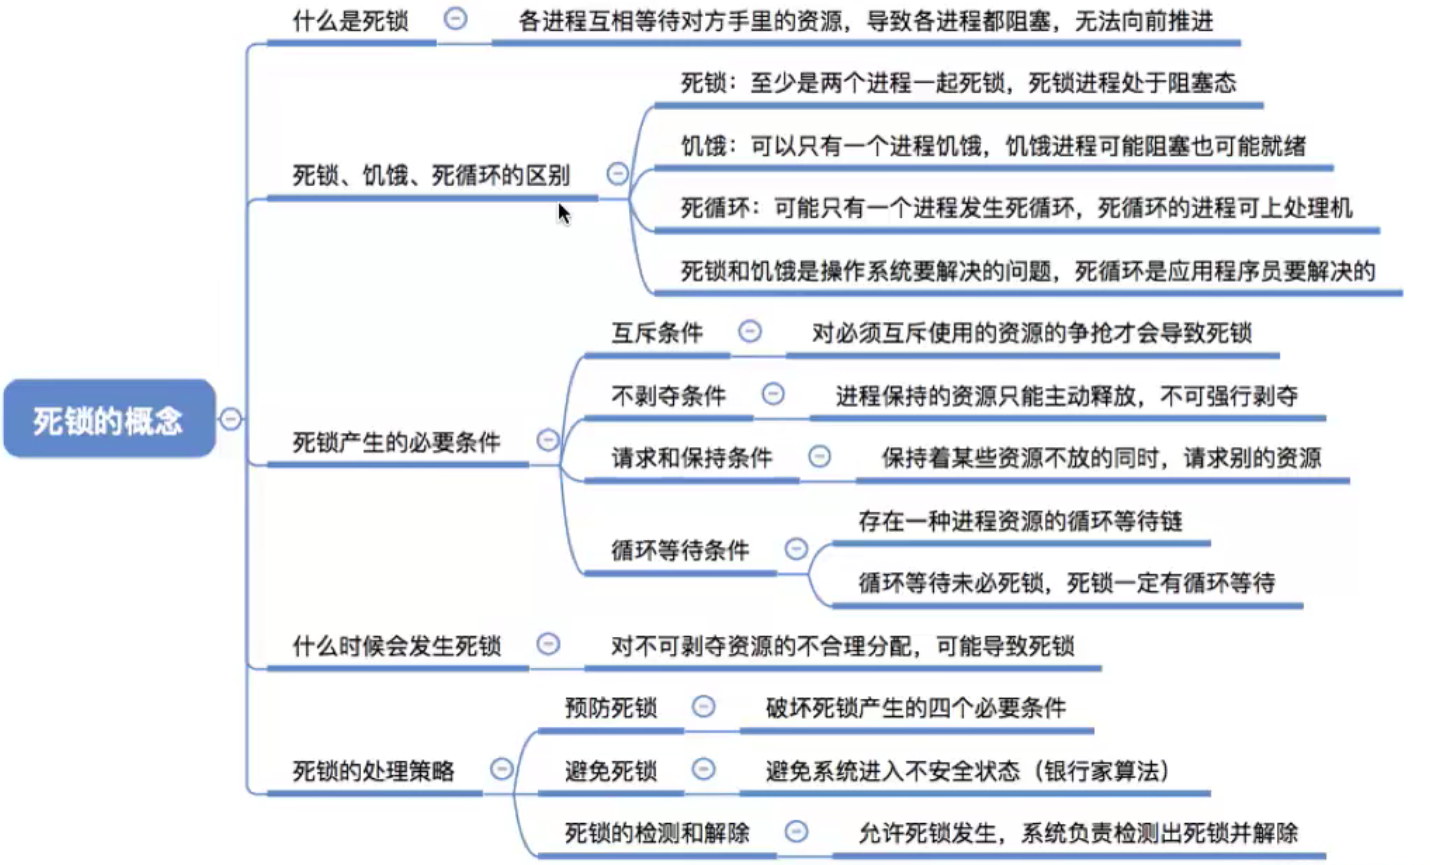 什么是死锁
各进程互相等待对方手里的资源，导致各进程都阻塞，无法向前推进
死锁、饥饿、死循环的区别
死锁：至少是两个进程一起死锁，死锁进程处于阻塞态
饥饿：可以只有一个进程饥饿，饥饿进程可能阻塞也可能就绪
死循环：可能只有一个进程发生死循环，死循环的进程可上处理机
死锁和饥饿是操作系统要解决的问题，死循环是应用程序员要解决的
死锁的概念
死锁产生的必要条件
互斥条件
对必须互斥使用的资源的争抢才会导致死锁
不剥夺条件
进程保持的资源只能主动释放，不可强行剥夺
请求和保持条件
保持着某些资源不放的同时，请求别的资源
循环等待条件
存在一种进程资源的循环等待链
循环等待未必死锁，死锁一定有循环等待
什么时候会发生死锁
对不可剥夺资源的不合理分配，可能导致死锁
死锁的处理策略
预防死锁
破坏死锁产生的四个必要条件
避免死锁
避免系统进入不安全状态（银行家算法）
死锁的检测和解除
允许死锁发生，系统负责检测出死锁并解除